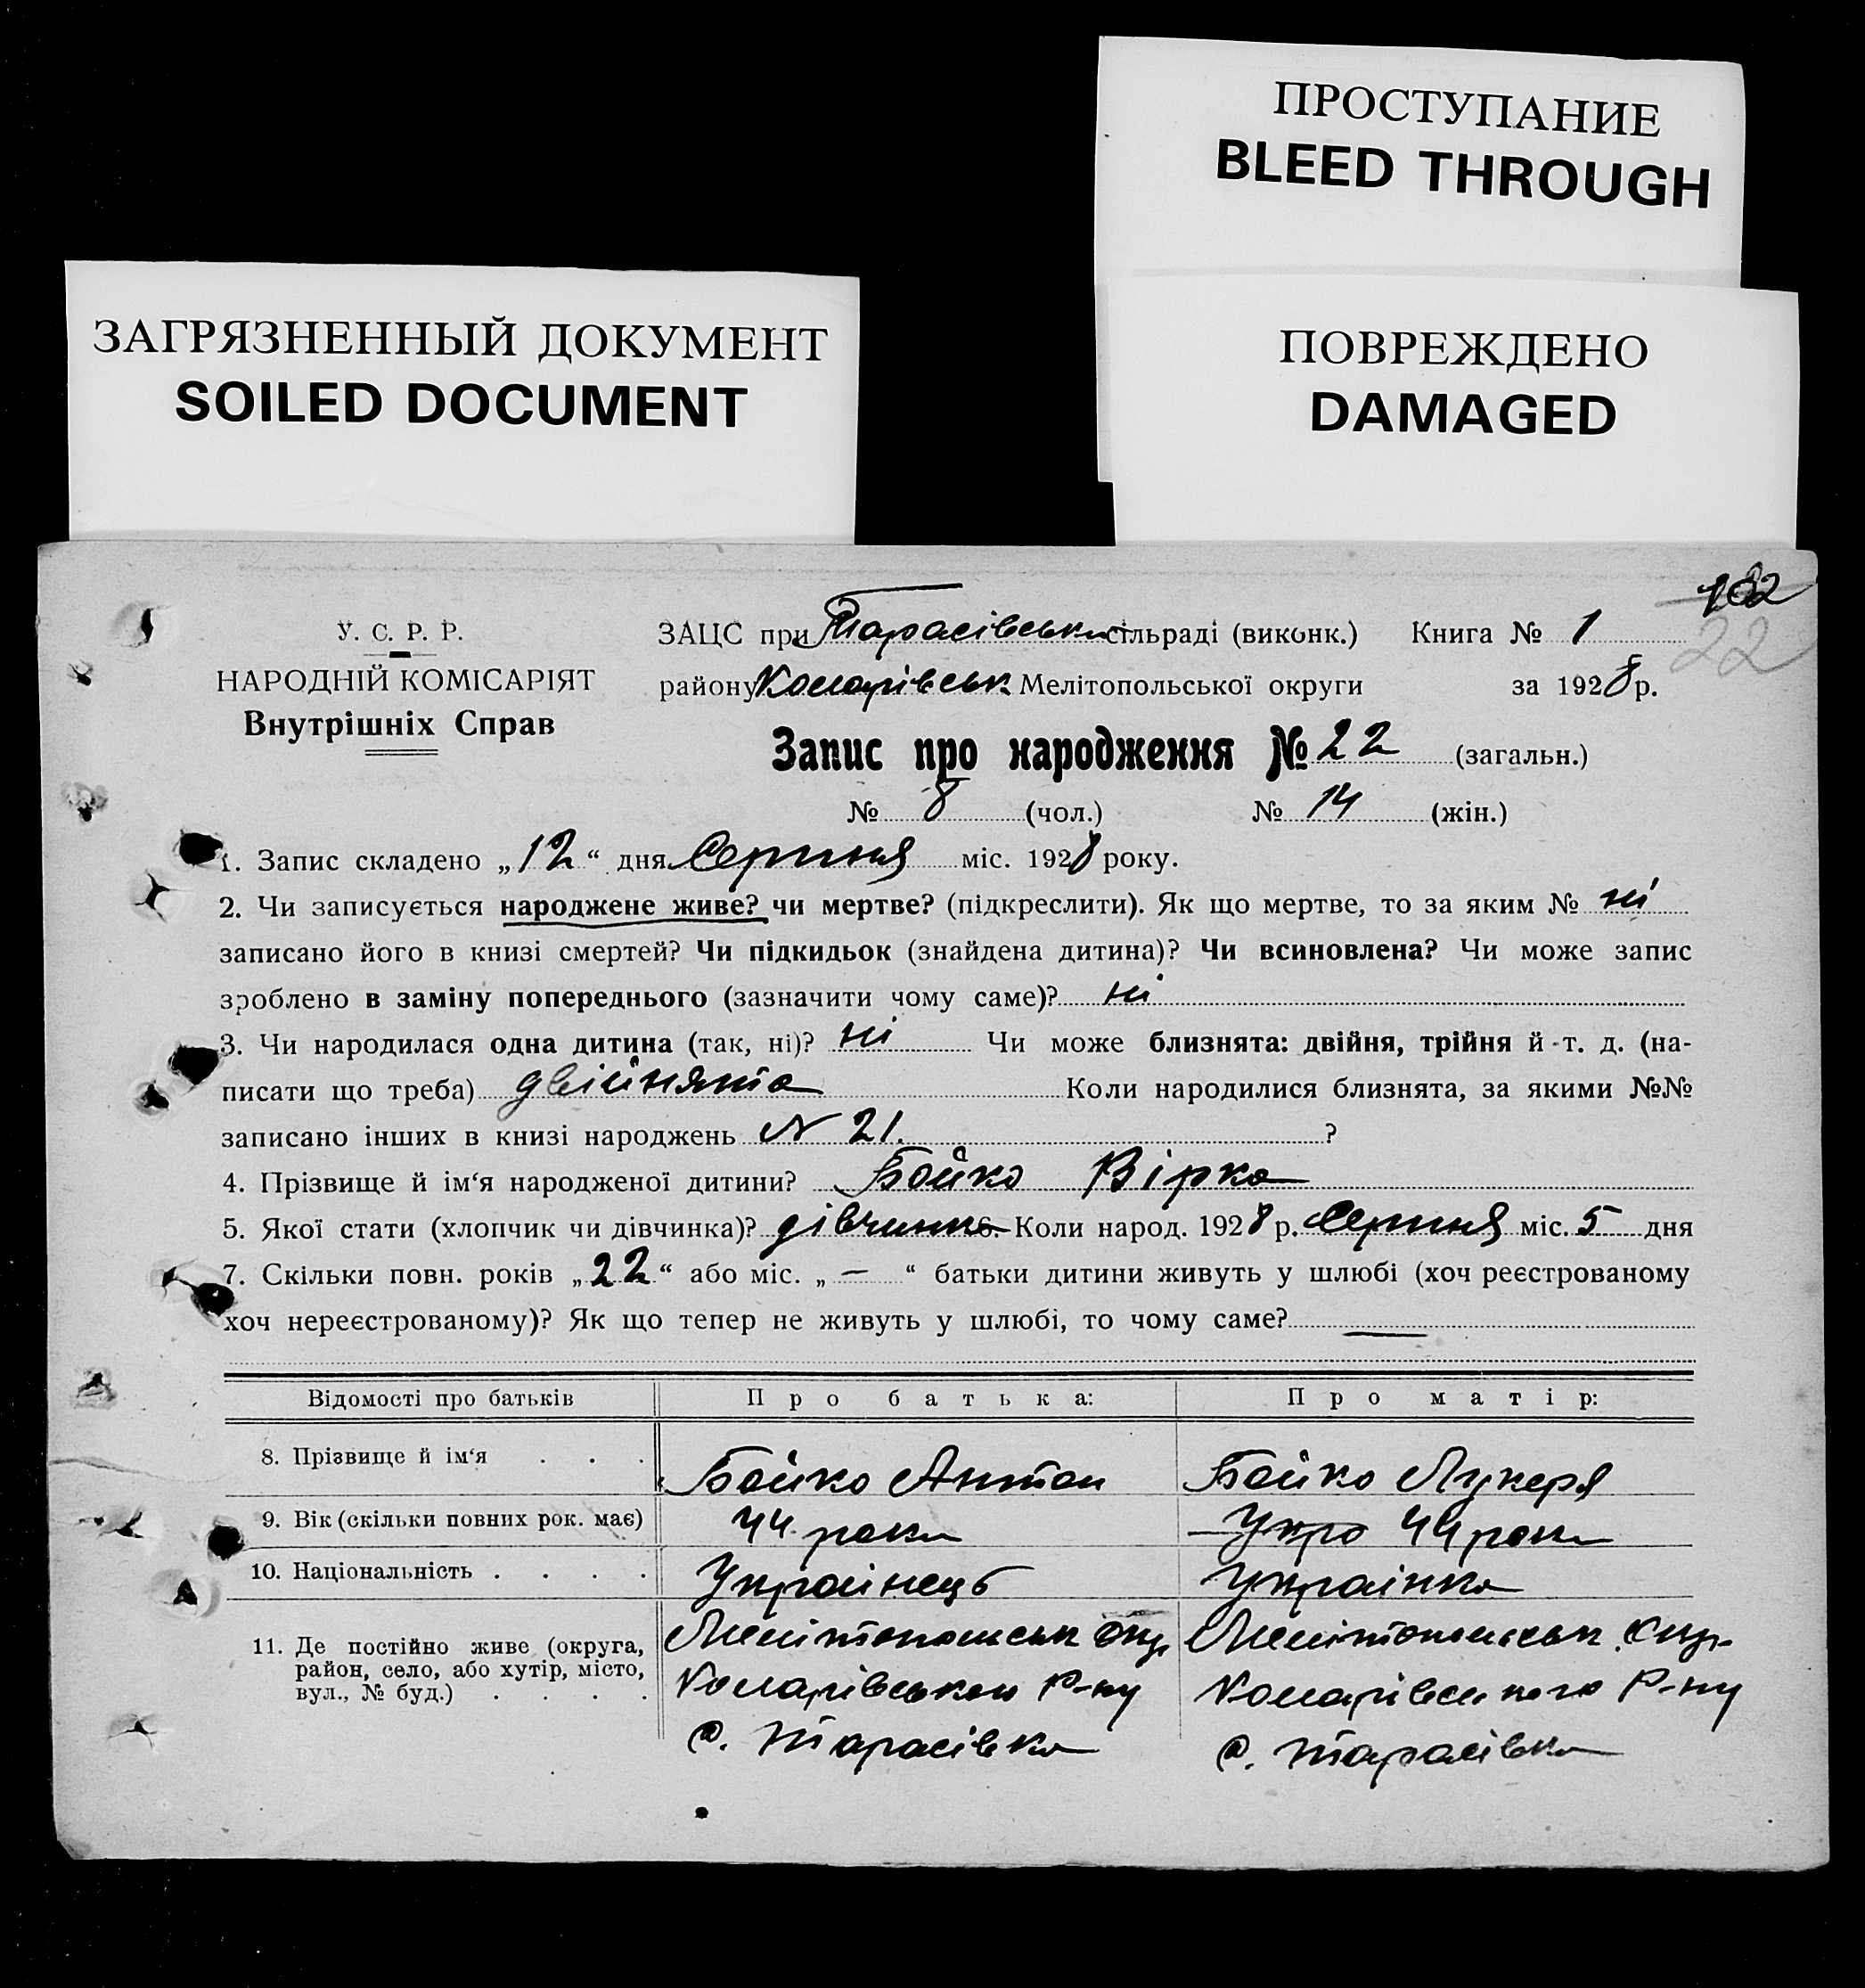 ПРОСТУПАНИЕ
BLEED THROUGH
ЗАГРЯЗНЕННЫЙ ДОКУМЕНТ
SOILED DOCUMENT
ПОВРЕЖДЕНО
DAMAGED
22
У. С. Р. Р.
НАРОДНІЙ КОМІСАРІЯТ
Внутрішніх Справ
ЗАЦС при Тарасівськ сільраді (виконк.) Книга № 1
району Комарівськ Мелітопольської округи за 1928 р.
Запис про народження № 22 (загальн.)
№ 8 (чол.) № 14 (жін.)
1. Запис складено „12“ дня Серпня міс. 1928 року.
2. Чи записується народжене живе? чи мертве? (підкреслити). Як що мертве, то за яким № ні
записано його в книзі смертей? Чи підкидьок (знайдена дитина)? Чи всиновлена? Чи може запис
зроблено в заміну попереднього (зазначити чому саме)? ні
3. Чи народилася одна дитина (так, ні)? ні Чи може близнята: двійня, трійня й т. д. (на-
писати що треба) двійнята Коли народилися близнята, за якими №№
записано інших в книзі народжень N 21. ?
4. Прізвище й ім‘я народженої дитини? Бойко Вірка
5. Якої стати (хлопчик чи дівчинка)? дівчинка 6. Коли народ. 1928 р. Серпня міс. 5 дня
7. Скільки повн. років „22“ або міс. „—“ батьки дитини живуть у шлюбі (хоч реєстрованому
хоч нереєстрованому)? Як що тепер не живуть у шлюбі, то чому саме? —
Відомості про батьків Про батька: Про матір:
8. Прізвище й ім‘я . . . Бойко Антон Бойко Лукеря
9. Вік (скільки повних рок. має) 44 роки Укра 44 роки
10. Національність . . . . Українець Українка
11. Де постійно живе (округа, район, село, або хутір, місто, вул., № буд.) . . . .
Мелітопольськ Окр.
Комарівського Р-ну
с. Тарасівка
Мелітопольськ Окр.
Комарівського Р-ну
с. Тарасівка